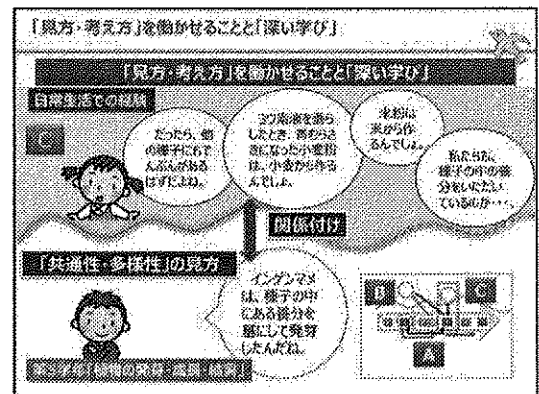 「見方・考え方」を働かせることと「深い学び」
「見方・考え方」を働かせることと「深い学び」
日常生活での経験
C
だったら、他
の種子にもで
んぷんがある
はずだよね。
ヨウ素液を垂ら
したとき、青むらさ
きになった小麦粉
は、小麦から作る
んでしょ。
米粉は
米から作
るんでしょ。
私たちは、
種子の中の養
分をいただい
ているのか・・・。
関係付け
「共通性・多様性」の見方
インゲンマメ
は、種子の中
にある養分を
基にして発芽
したんだね。
第5学年「植物の発芽、成長、結実」
B
C
A